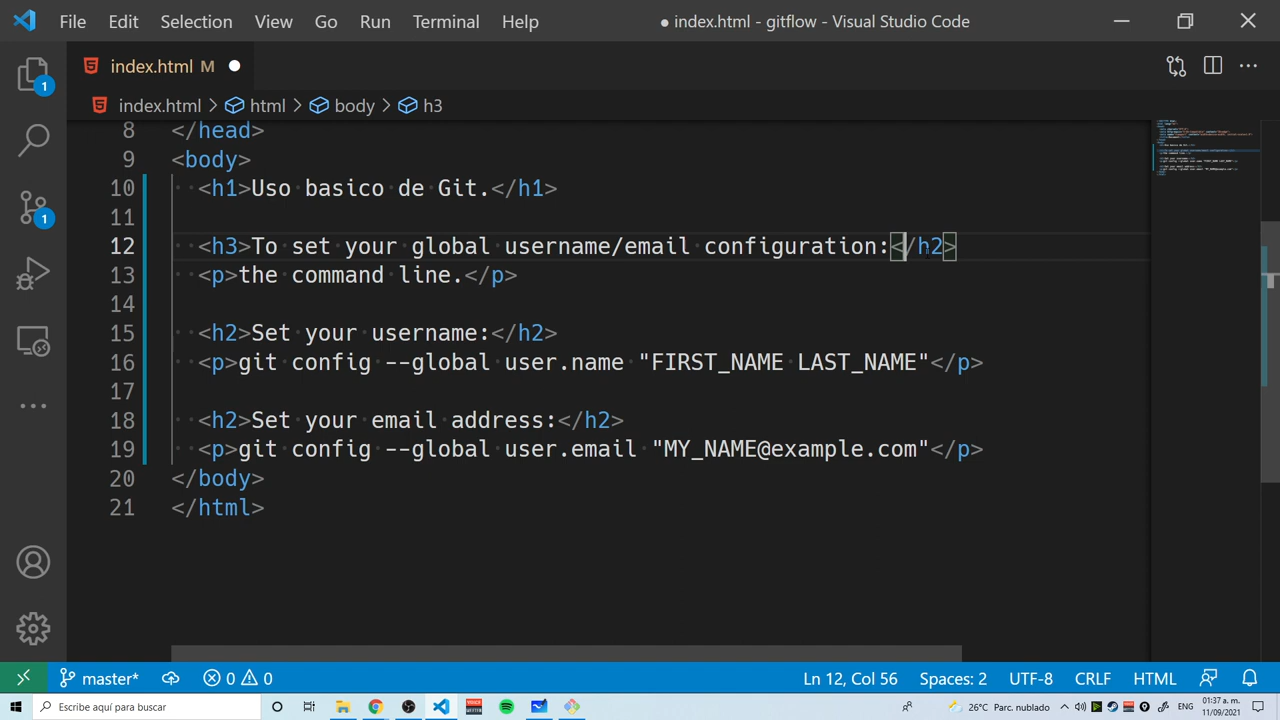 File Edit Selection View Go Run Terminal Help ● index.html - gitflow - Visual Studio Code
index.html M
index.html > html > body > h3
8 </head>
9 <body>
10 <h1>Uso basico de Git.</h1>
11
12 <h3>To set your global username/email configuration:</h2>
13 <p>the command line.</p>
14
15 <h2>Set your username:</h2>
16 <p>git config --global user.name "FIRST_NAME LAST_NAME"</p>
17
18 <h2>Set your email address:</h2>
19 <p>git config --global user.email "MY_NAME@example.com"</p>
20 </body>
21 </html>
1
1
master* 0 0 Ln 12, Col 56 Spaces: 2 UTF-8 CRLF HTML
Escribe aquí para buscar 26°C Parc. nublado ENG 01:37 a. m.
11/09/2021